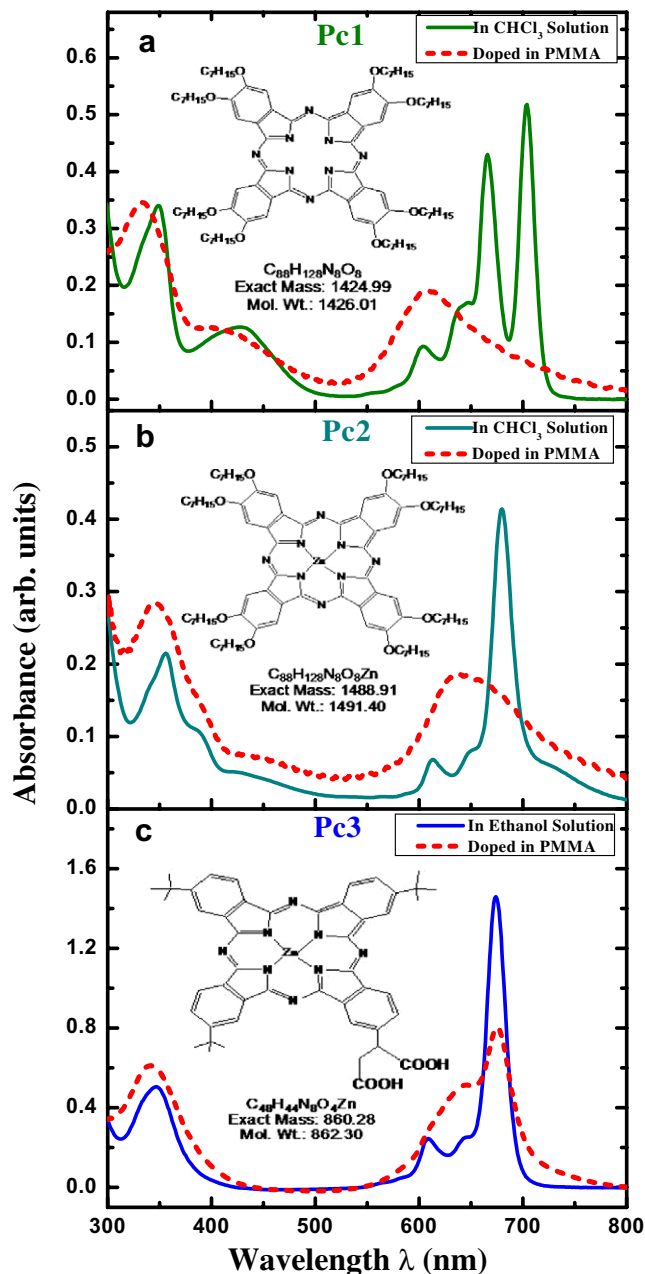 a
Pc1
In CHCl₃ Solution
Doped in PMMA
0.6
0.5
0.4
0.3
0.2
0.1
0.0
OC₇H₁₅ OC₇H₁₅
C₇H₁₅O OC₇H₁₅
N
N N
N N
N N
N
C₇H₁₅O OC₇H₁₅
OC₇H₁₅ OC₇H₁₅
C₈₈H₁₂₈N₈O₈
Exact Mass: 1424.99
Mol. Wt.: 1426.01
b
Pc2
In CHCl₃ Solution
Doped in PMMA
0.5
0.4
0.3
0.2
0.1
0.0
C₇H₁₅O OC₇H₁₅
C₇H₁₅O OC₇H₁₅
N
N N
N Zn N
N N
N
C₇H₁₅O OC₇H₁₅
C₇H₁₅O OC₇H₁₅
C₈₈H₁₂₈N₈O₈Zn
Exact Mass: 1488.91
Mol. Wt.: 1491.40
c
Pc3
In Ethanol Solution
Doped in PMMA
1.6
1.2
0.8
0.4
0.0
N
N N
N Zn N
N N
N
COOH
COOH
C₄₈H₄₄N₈O₄Zn
Exact Mass: 860.28
Mol. Wt.: 862.30
300 400 500 600 700 800
Wavelength λ (nm)
Absorbance (arb. units)